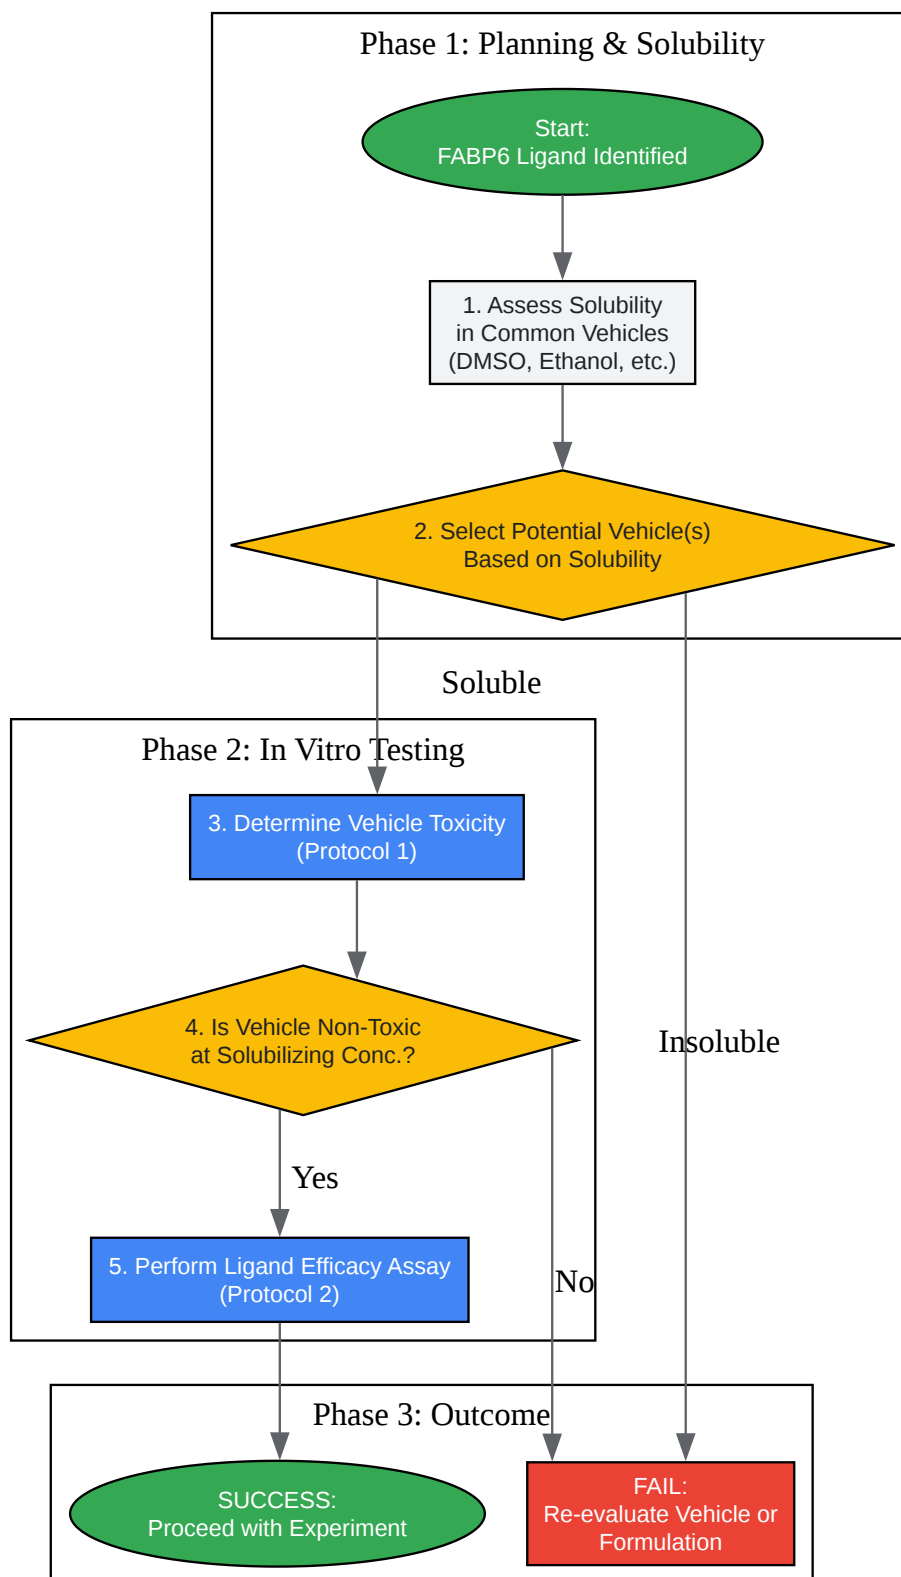 Phase 1: Planning & Solubility
Start:
FABP6 Ligand Identified
1. Assess Solubility
in Common Vehicles
(DMSO, Ethanol, etc.)
2. Select Potential Vehicle(s)
Based on Solubility
Soluble
Phase 2: In Vitro Testing
3. Determine Vehicle Toxicity
(Protocol 1)
4. Is Vehicle Non-Toxic
at Solubilizing Conc.?
Insoluble
Yes
5. Perform Ligand Efficacy Assay
(Protocol 2)
No
Phase 3: Outcome
SUCCESS:
Proceed with Experiment
FAIL:
Re-evaluate Vehicle or
Formulation